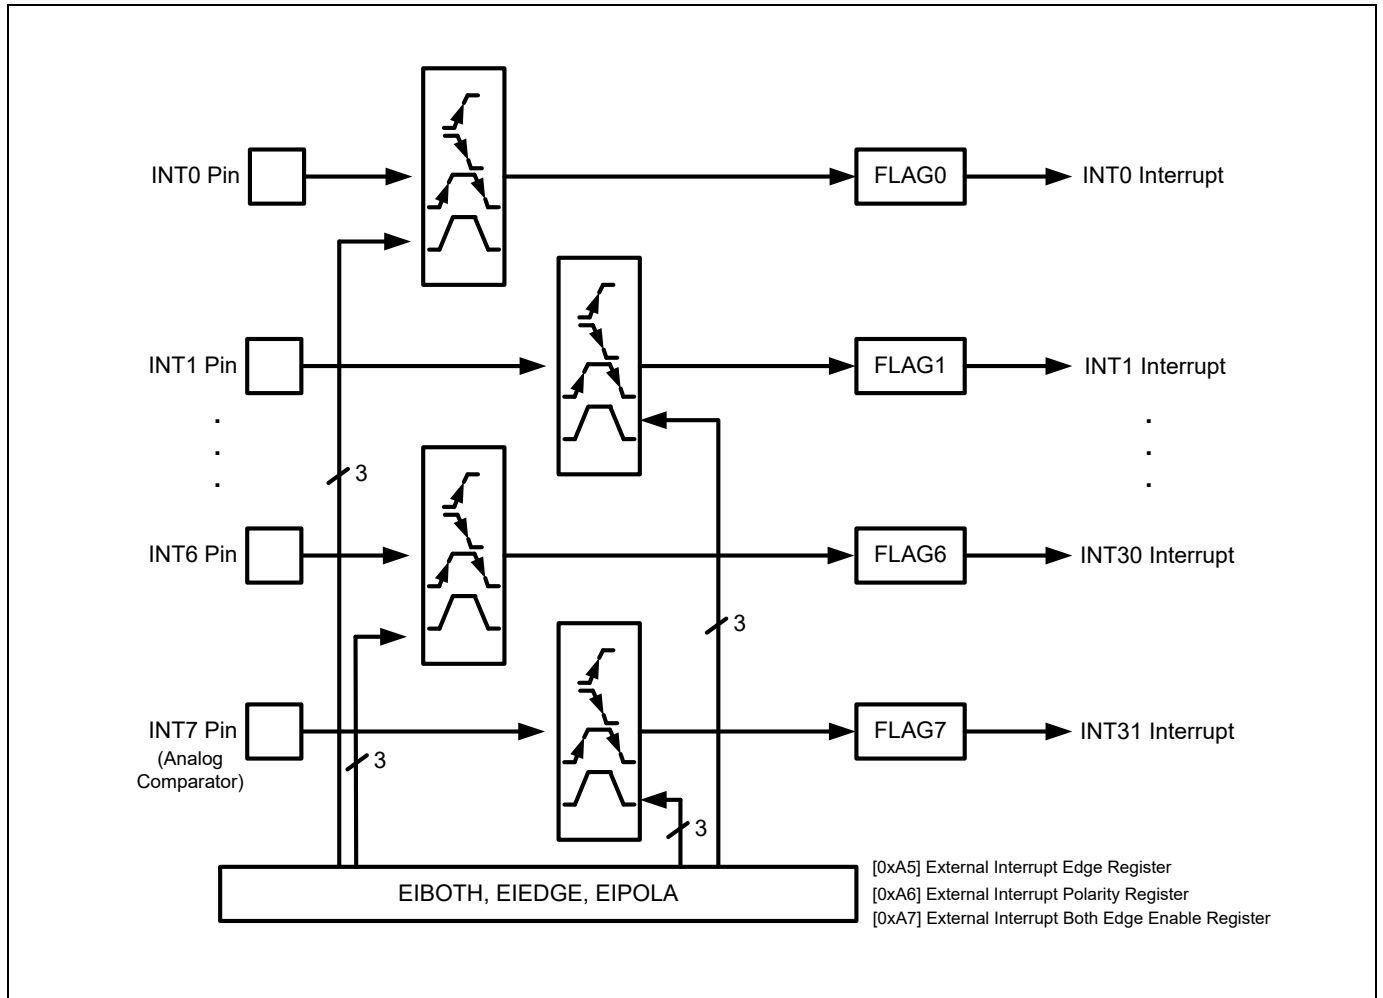 INT0 Pin
FLAG0
INT0 Interrupt
INT1 Pin
FLAG1
INT1 Interrupt
.
.
.
.
.
.
3
INT6 Pin
FLAG6
INT30 Interrupt
3
INT7 Pin
(Analog
Comparator)
FLAG7
INT31 Interrupt
3
3
EIBOTH, EIEDGE, EIPOLA
[0xA5] External Interrupt Edge Register
[0xA6] External Interrupt Polarity Register
[0xA7] External Interrupt Both Edge Enable Register